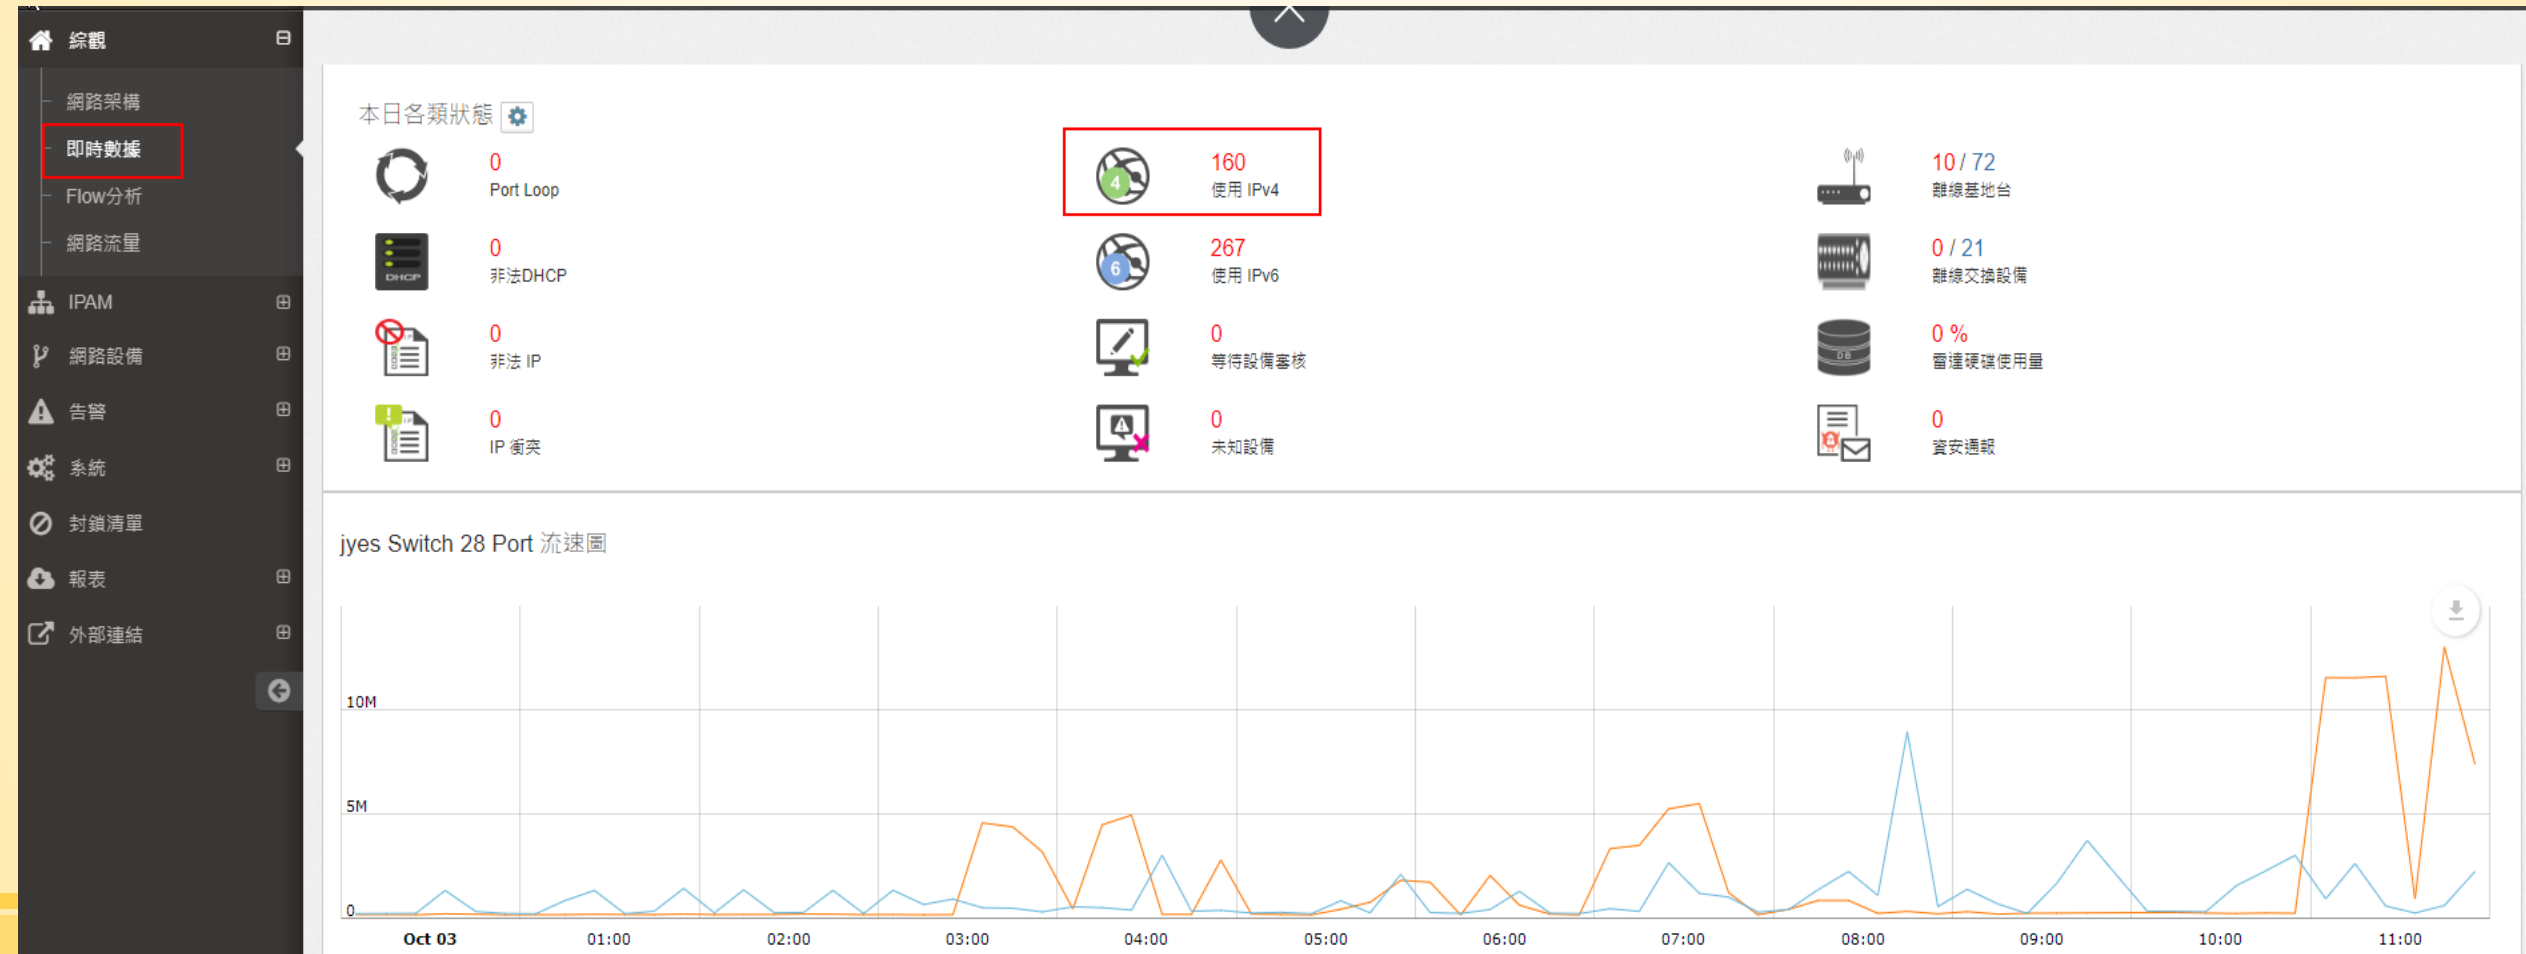 綜觀
網路架構
即時數據
Flow分析
網路流量
IPAM
網路設備
告警
系統
封鎖清單
報表
外部連結
本日各類狀態
0
Port Loop
4
160
使用 IPv4
10 / 72
離線基地台
DHCP
0
非法DHCP
6
267
使用 IPv6
0 / 21
離線交換設備
0
非法 IP
0
等待設備審核
DB
0 %
雷達硬碟使用量
0
IP 衝突
0
未知設備
0
資安通報
jyes Switch 28 Port 流速圖
10M
5M
0
Oct 03 01:00 02:00 03:00 04:00 05:00 06:00 07:00 08:00 09:00 10:00 11:00